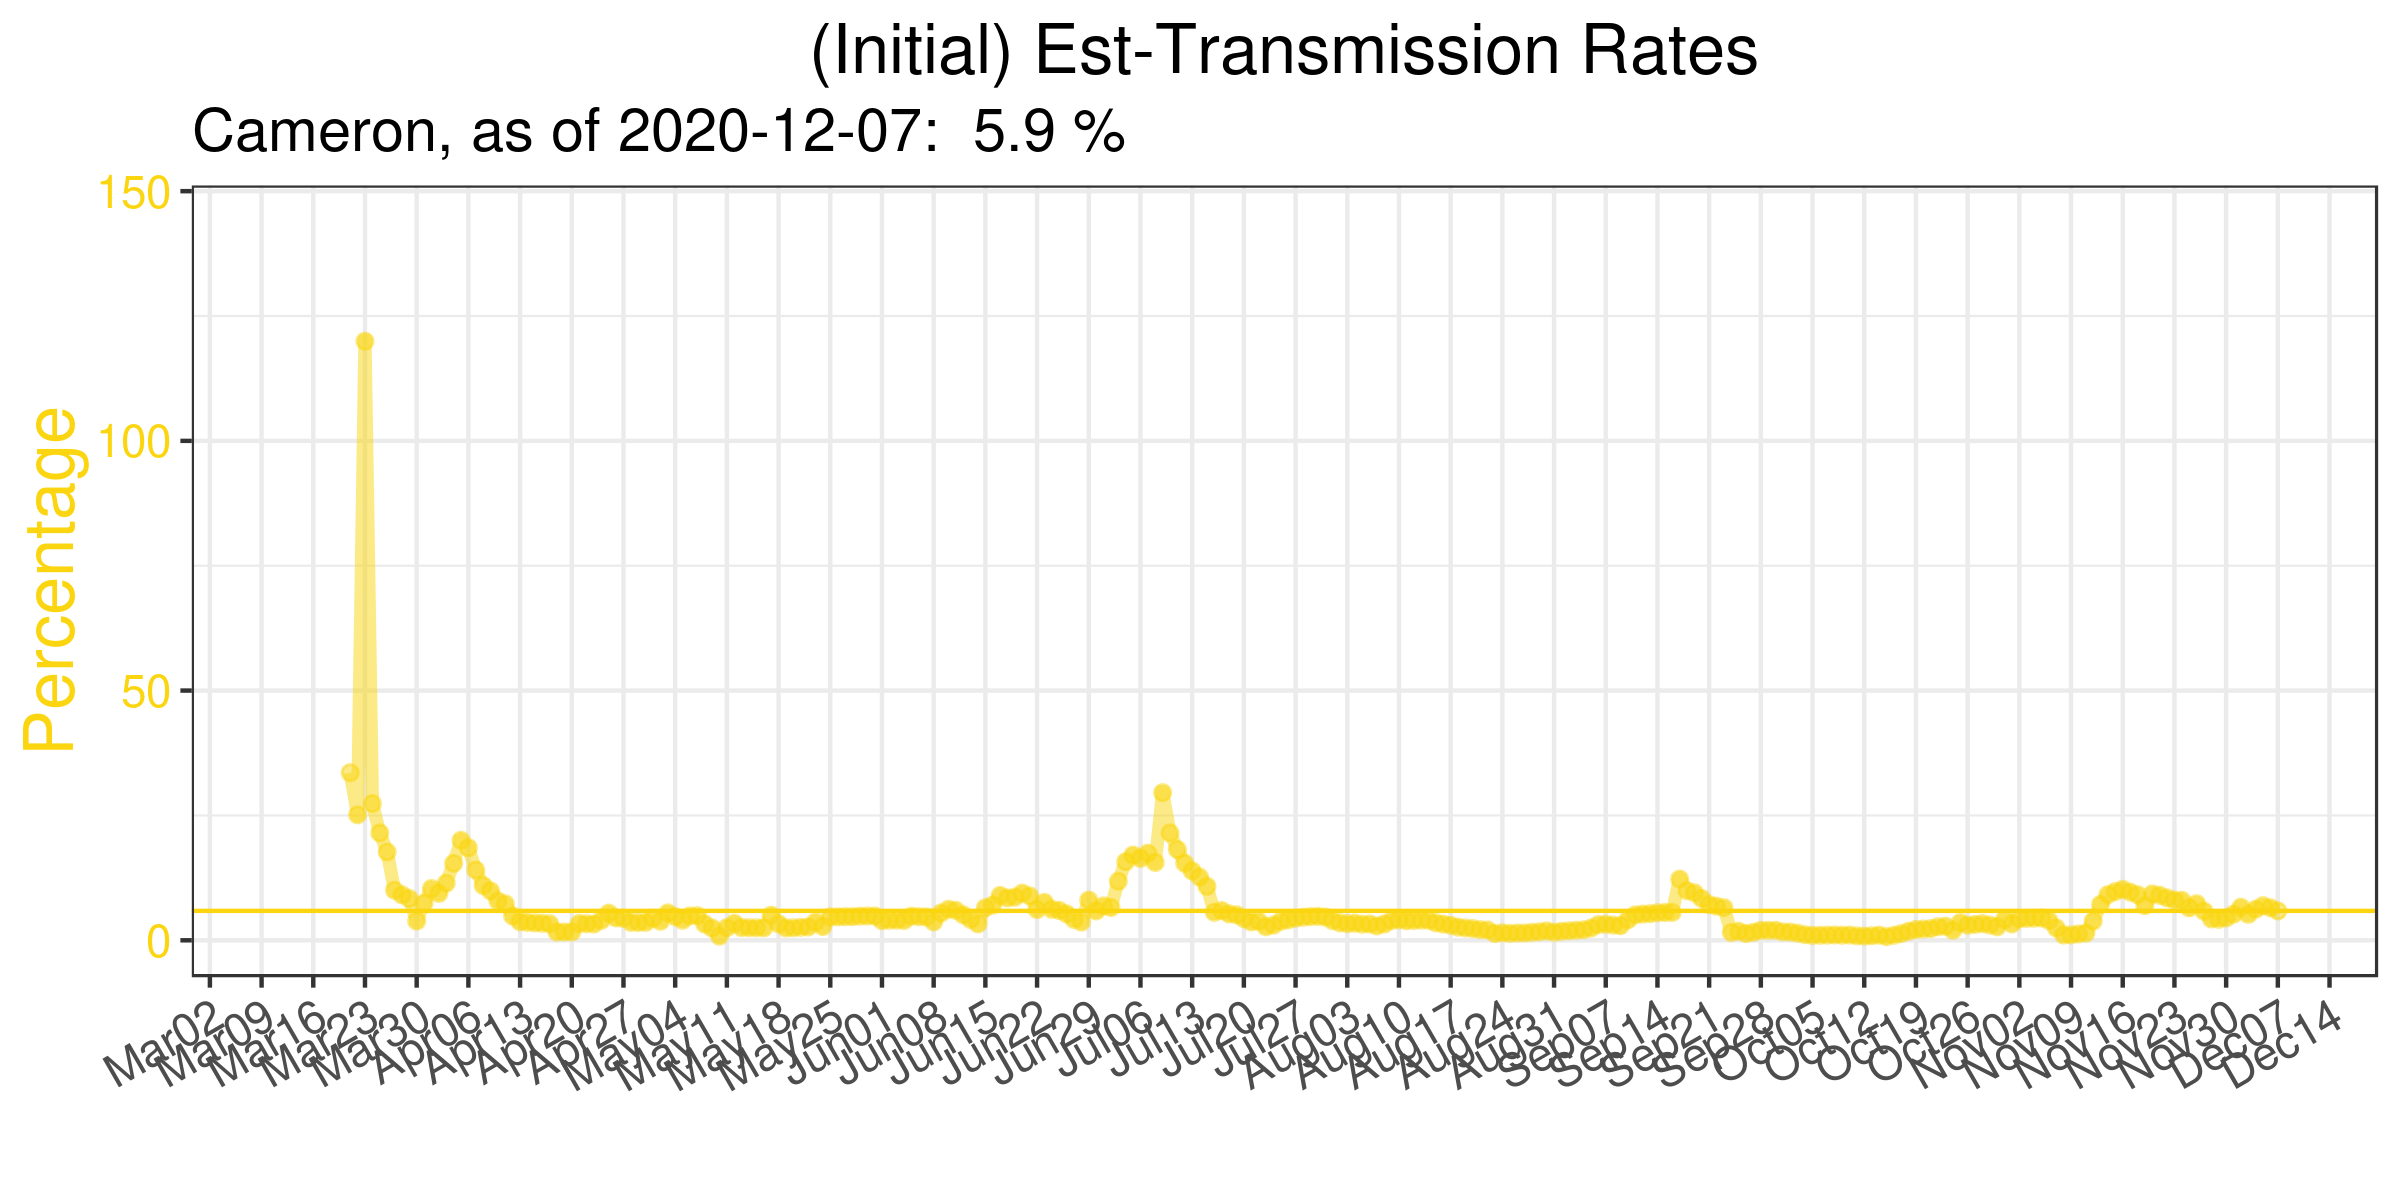 (Initial) Est-Transmission Rates
Cameron, as of 2020-12-07:  5.9 %
Percentage
150
100
50
0
Mar02
Mar09
Mar16
Mar23
Mar30
Apr06
Apr13
Apr20
Apr27
May04
May11
May18
May25
Jun01
Jun08
Jun15
Jun22
Jun29
Jul06
Jul13
Jul20
Jul27
Aug03
Aug10
Aug17
Aug24
Aug31
Sep07
Sep14
Sep21
Sep28
Oct05
Oct12
Oct19
Oct26
Nov02
Nov09
Nov16
Nov23
Nov30
Dec07
Dec14